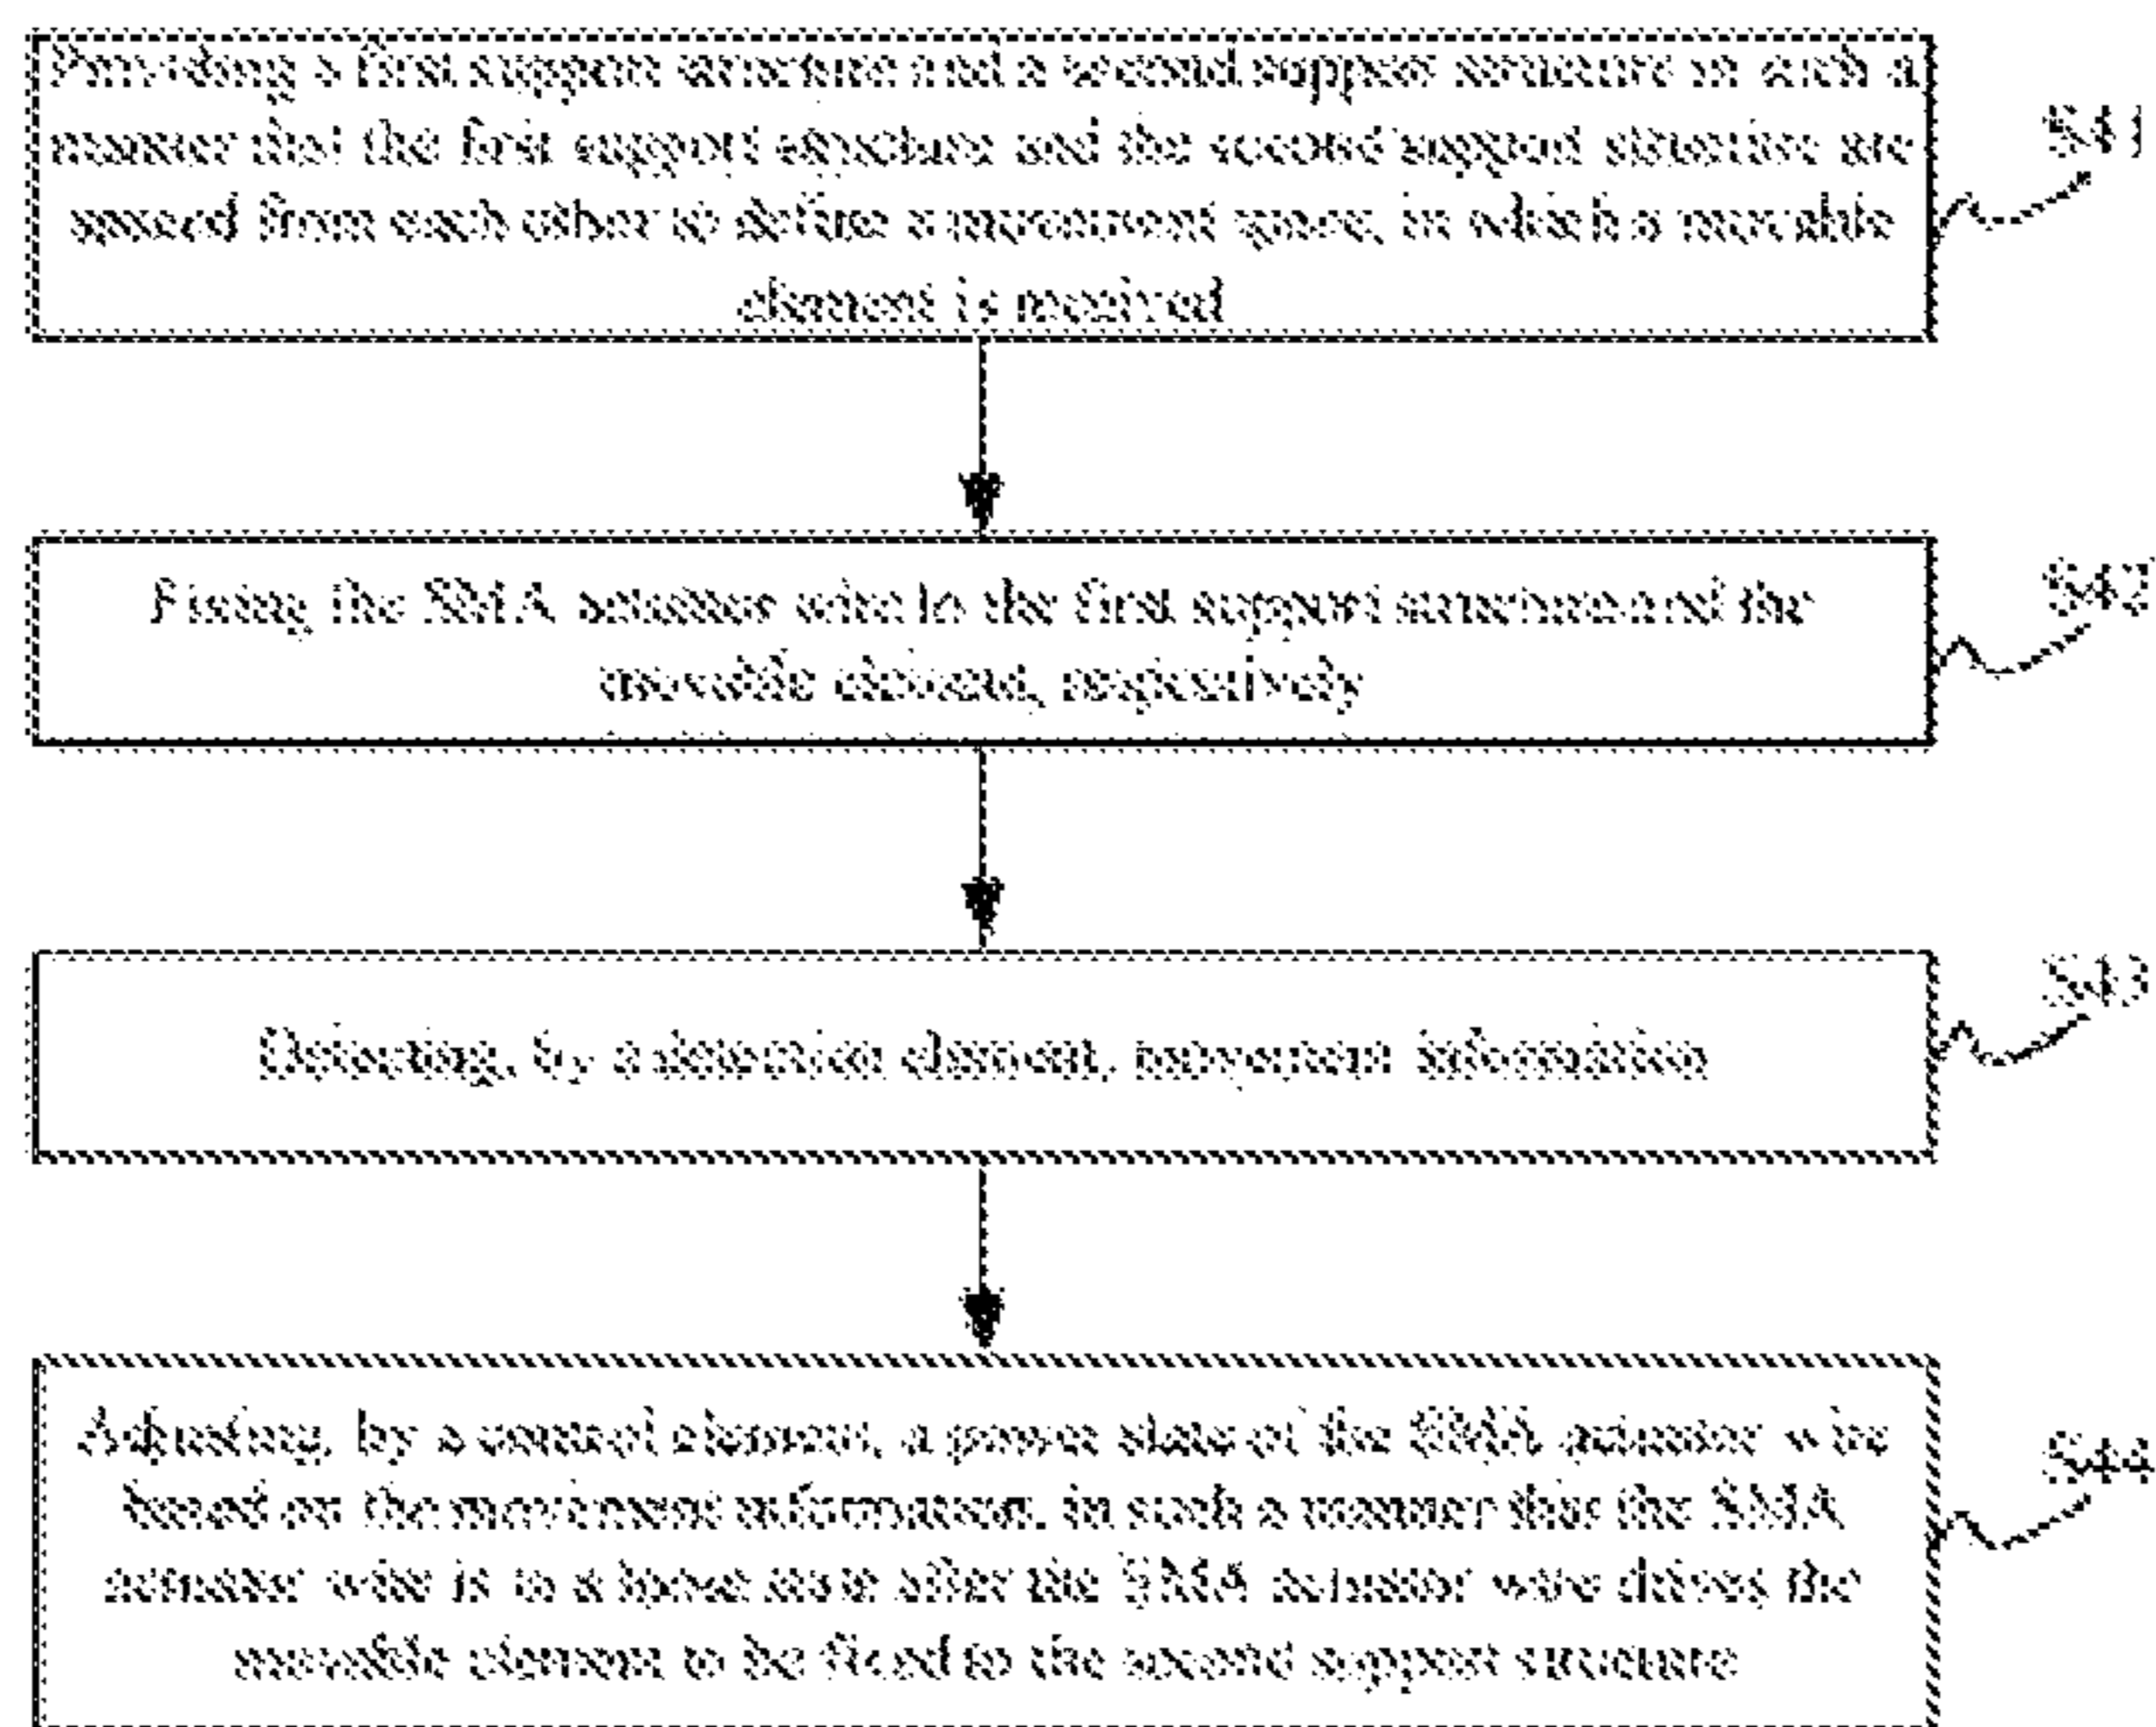 Providing a first support structure and a second support structure in such a
manner that the first support structure and the second support structure are
spaced from each other to define a movement space, in which a movable
element is received
S41
Fixing the SMA actuator wire to the first support structure and the
movable element, respectively
S42
Detecting, by a detection element, movement information
S43
Adjusting, by a control element, a power state of the SMA actuator wire
based on the movement information, in such a manner that the SMA
actuator wire is in a loose state after the SMA actuator wire drives the
movable element to be fixed to the second support structure
S44